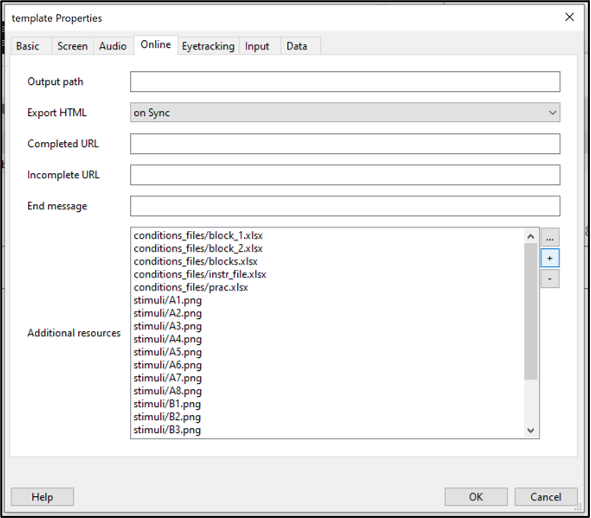 template Properties
Basic Screen Audio Online Eyetracking Input Data
Output path
Export HTML on Sync
Completed URL
Incomplete URL
End message
Additional resources
conditions_files/block_1.xlsx
conditions_files/block_2.xlsx
conditions_files/blocks.xlsx
conditions_files/instr_file.xlsx
conditions_files/prac.xlsx
stimuli/A1.png
stimuli/A2.png
stimuli/A3.png
stimuli/A4.png
stimuli/A5.png
stimuli/A6.png
stimuli/A7.png
stimuli/A8.png
stimuli/B1.png
stimuli/B2.png
stimuli/B3.png
...
+
-
Help OK Cancel